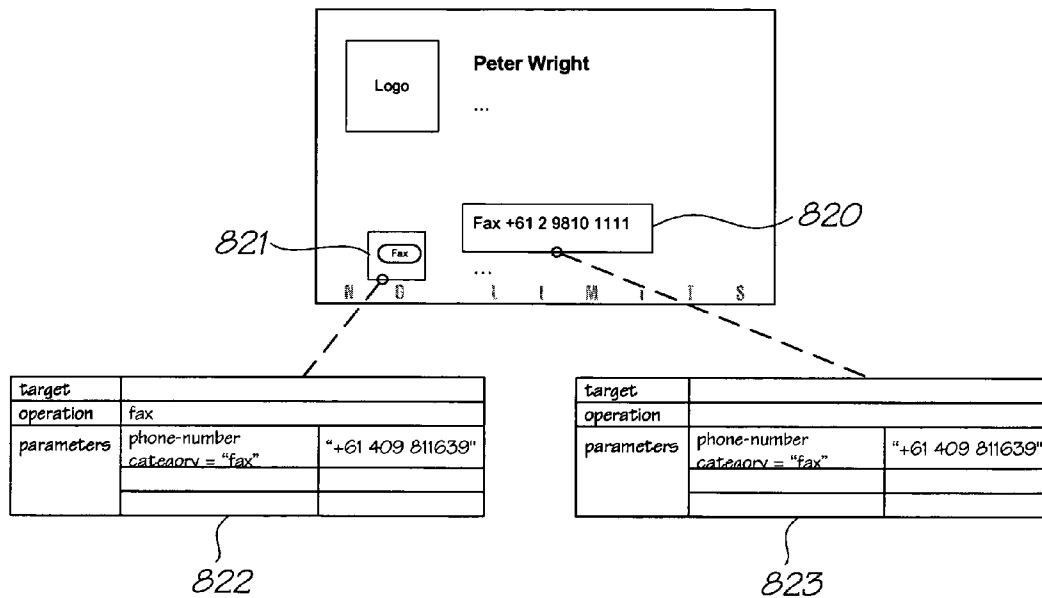 Logo
Peter Wright
...
Fax +61 2 9810 1111
820
821
Fax
...
N O L I M I T S
target
operation fax
parameters phone-number "+61 409 811639"
category = "fax"
822
target
operation
parameters phone-number "+61 409 811639"
category = "fax"
823